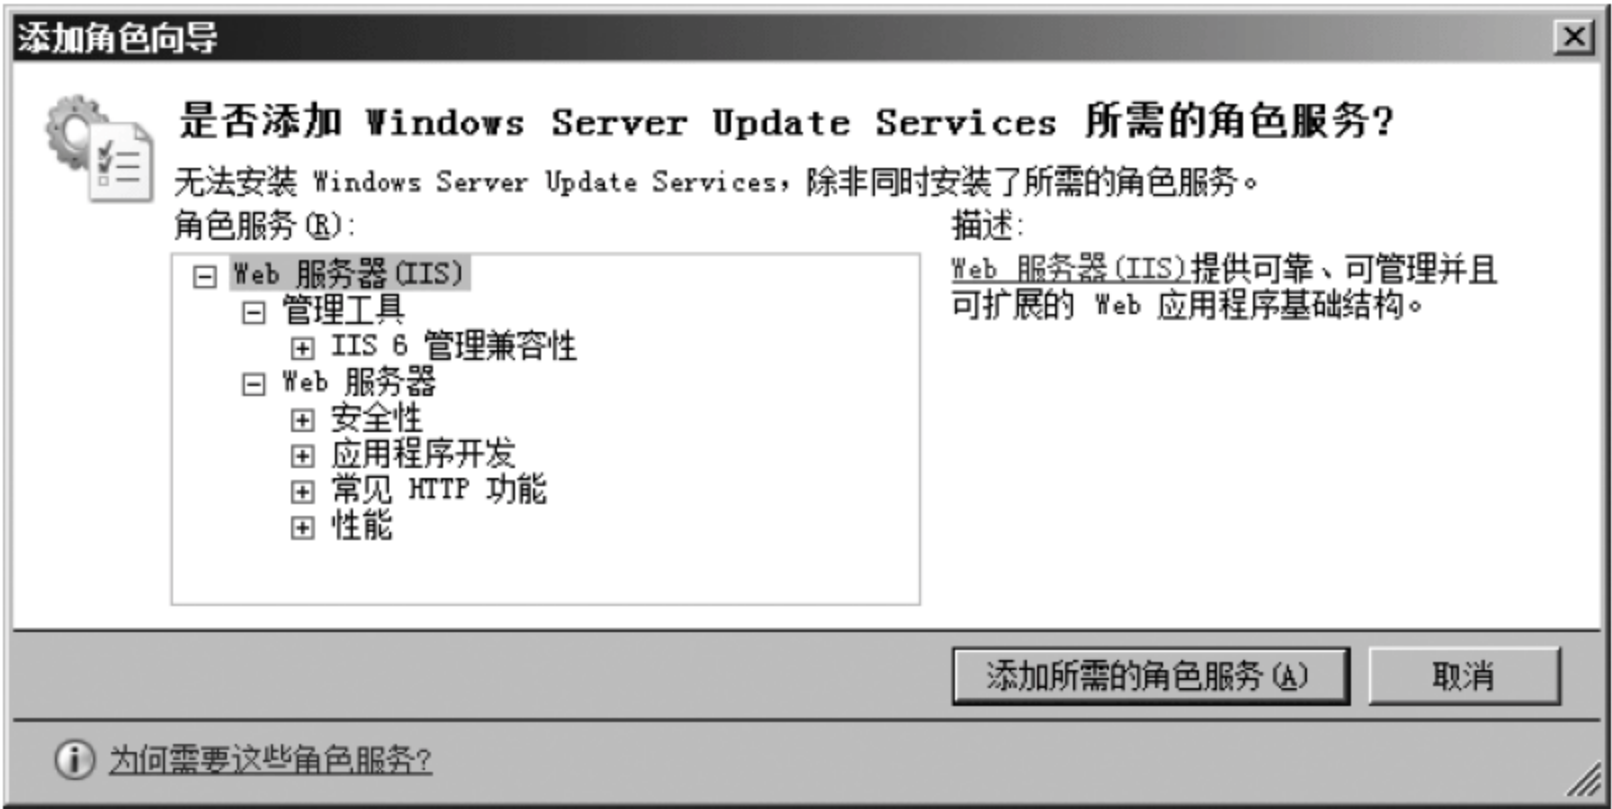 添加角色向导
是否添加 Windows Server Update Services 所需的角色服务?
无法安装 Windows Server Update Services，除非同时安装了所需的角色服务。
角色服务(R):
Web 服务器(IIS)
管理工具
IIS 6 管理兼容性
Web 服务器
安全性
应用程序开发
常见 HTTP 功能
性能
描述:
Web 服务器(IIS)提供可靠、可管理并且
可扩展的 Web 应用程序基础结构。
添加所需的角色服务(A)
取消
为何需要这些角色服务?